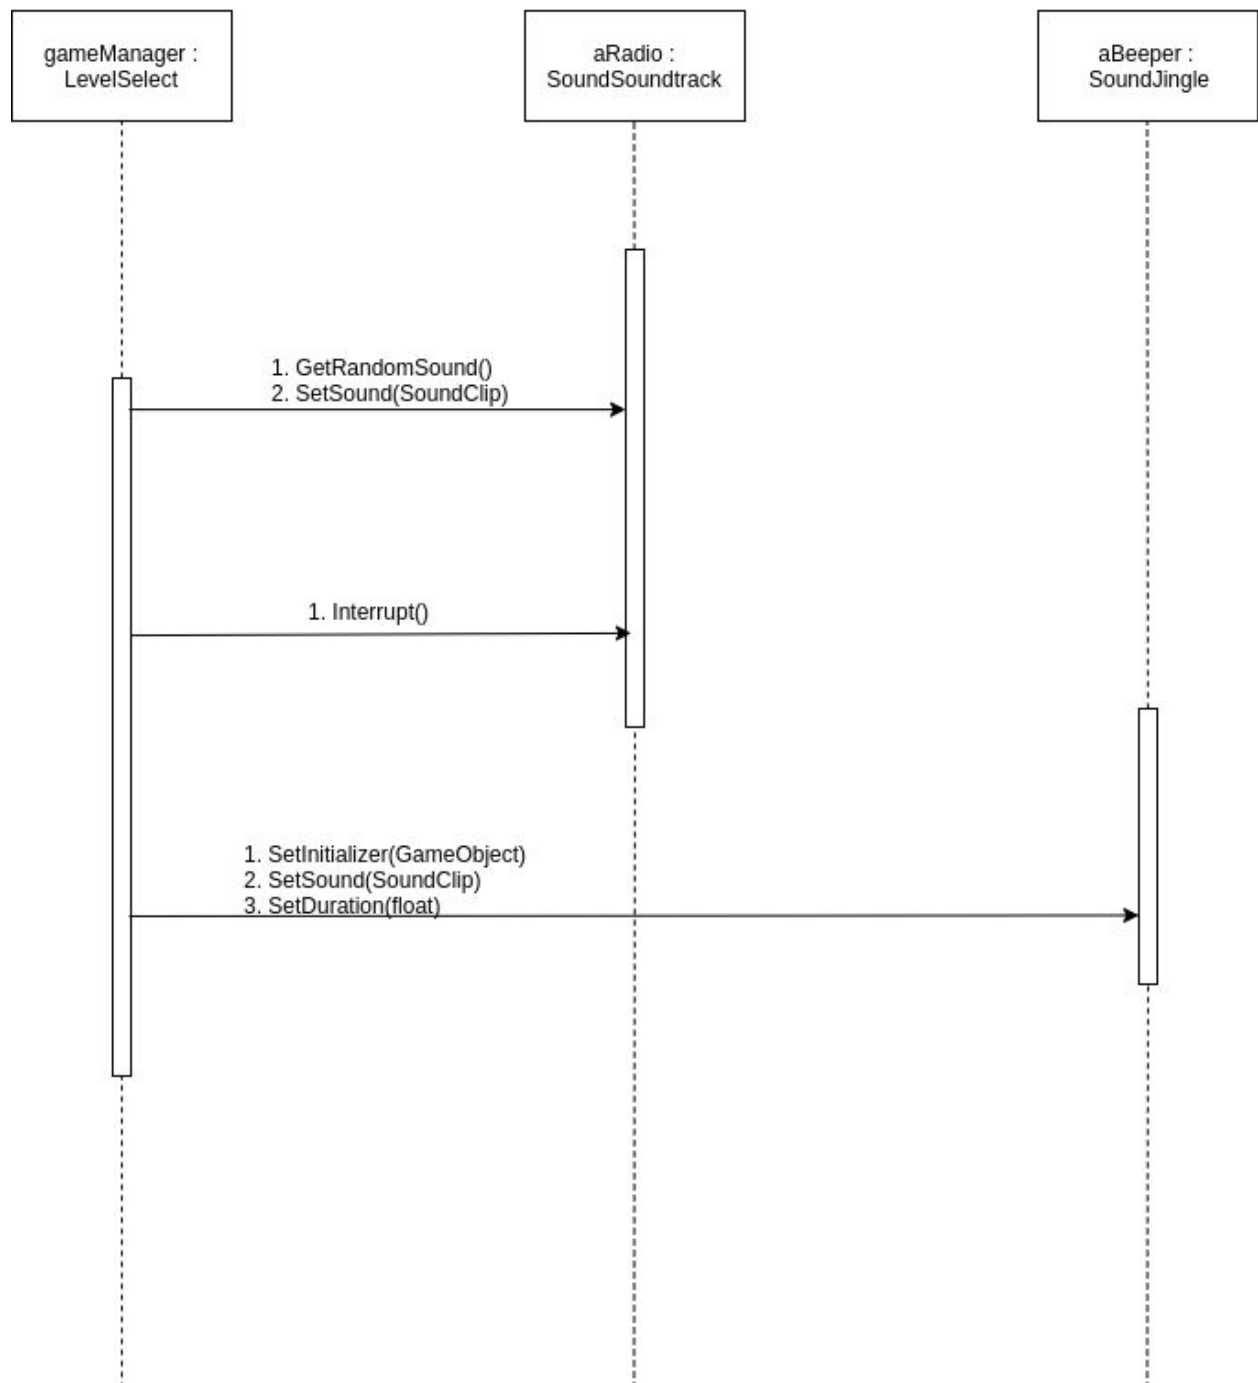 gameManager :
LevelSelect
aRadio :
SoundSoundtrack
aBeeper :
SoundJingle
1. GetRandomSound()
2. SetSound(SoundClip)
1. Interrupt()
1. SetInitializer(GameObject)
2. SetSound(SoundClip)
3. SetDuration(float)